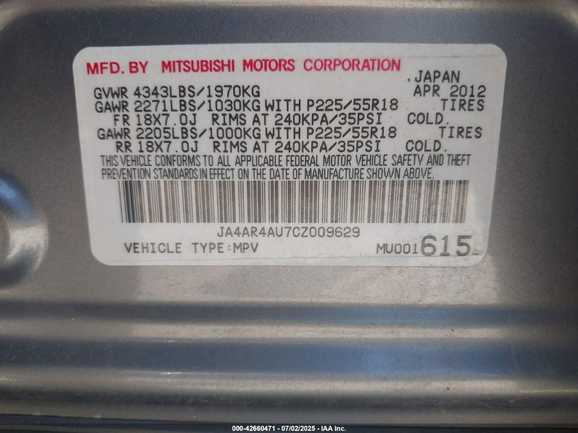 MFD. BY MITSUBISHI MOTORS CORPORATION
, JAPAN
GVWR 4343LBS/1970KG APR 2012
GAWR 2271LBS/1030KG WITH P225/55R18 TIRES
FR 18X7.0J RIMS AT 240KPA/35PSI COLD.
GAWR 2205LBS/1000KG WITH P225/55R18 TIRES
RR 18X7.0J RIMS AT 240KPA/35PSI COLD.
THIS VEHICLE CONFORMS TO ALL APPLICABLE FEDERAL MOTOR VEHICLE SAFETY AND THEFT
PREVENTION STANDARDS IN EFFECT ON THE DATE OF MANUFACTURE SHOWN ABOVE.
JA4AR4AU7CZ009629
VEHICLE TYPE:MPV MU001615
000-42660471 - 07/02/2025 - IAA Inc.